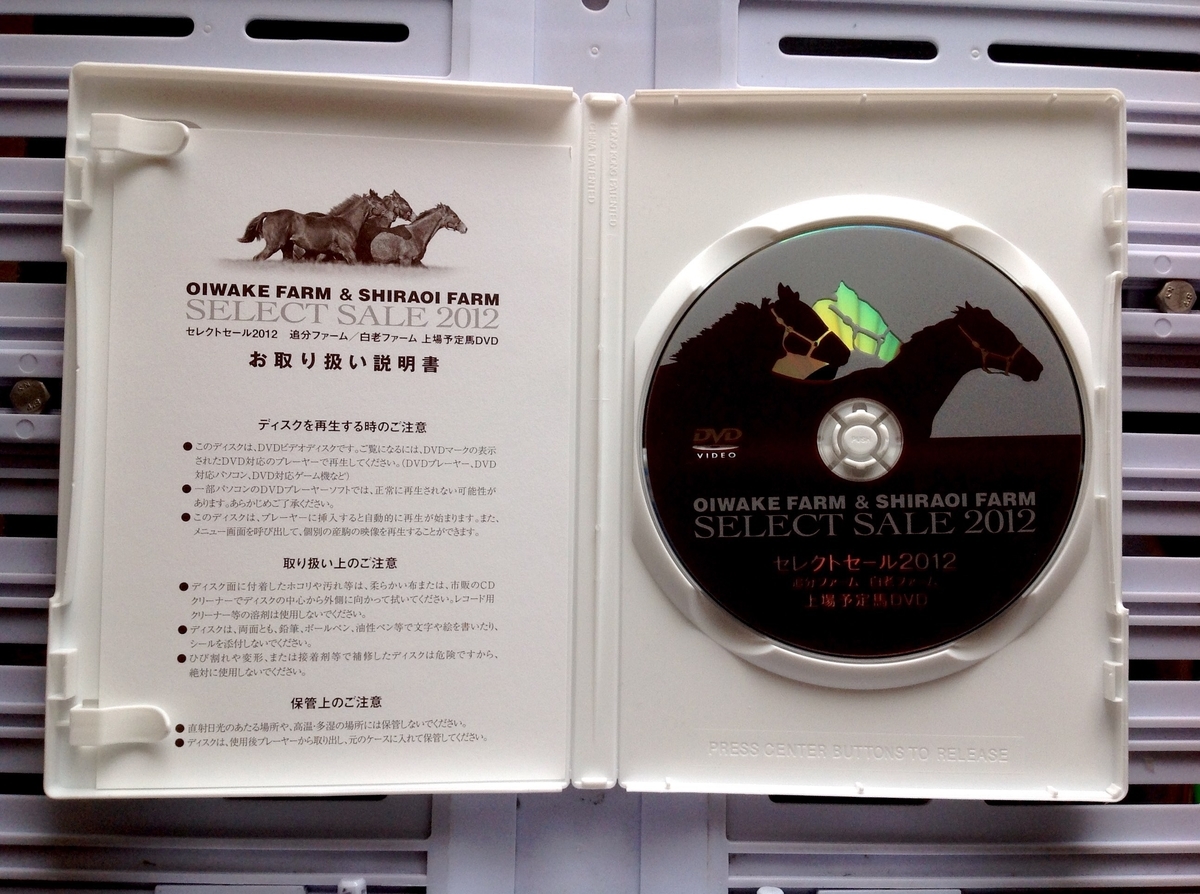 OIWAKE FARM & SHIRAOI FARM
SELECT SALE 2012
セレクトセール2012 追分ファーム/白老ファーム 上場予定馬DVD
お取り扱い説明書
ディスクを再生する時のご注意
●このディスクは、DVDビデオディスクです。ご覧になるには、DVDマークの表示
されたDVD対応のプレーヤーで再生してください。(DVDプレーヤー、DVD
対応パソコン、DVD対応ゲーム機など)
●一部パソコンのDVDプレーヤーソフトでは、正常に再生されない可能性が
あります。あらかじめご了承ください。
●このディスクは、プレーヤーに挿入すると自動的に再生が始まります。また、
メニュー画面を呼び出して、個別の産駒の映像を再生することができます。
取り扱い上のご注意
●ディスク面に付着したホコリや汚れ等は、柔らかい布または、市販のCD
クリーナーでディスクの中心から外側に向かって拭いてください。レコード用
クリーナー等の溶剤は使用しないでください。
●ディスクは、両面とも、鉛筆、ボールペン、油性ペン等で文字や絵を書いたり、
シールを添付しないでください。
●ひび割れや変形、または接着剤等で補修したディスクは危険ですから、
絶対に使用しないでください。
保管上のご注意
●直射日光のあたる場所や、高温・多湿の場所には保管しないでください。
●ディスクは、使用後プレーヤーから取り出し、元のケースに入れて保管してください。
DVD
VIDEO
OIWAKE FARM & SHIRAOI FARM
SELECT SALE 2012
セレクトセール2012
追分ファーム 白老ファーム
上場予定馬DVD
PRESS CENTER BUTTONS TO RELEASE